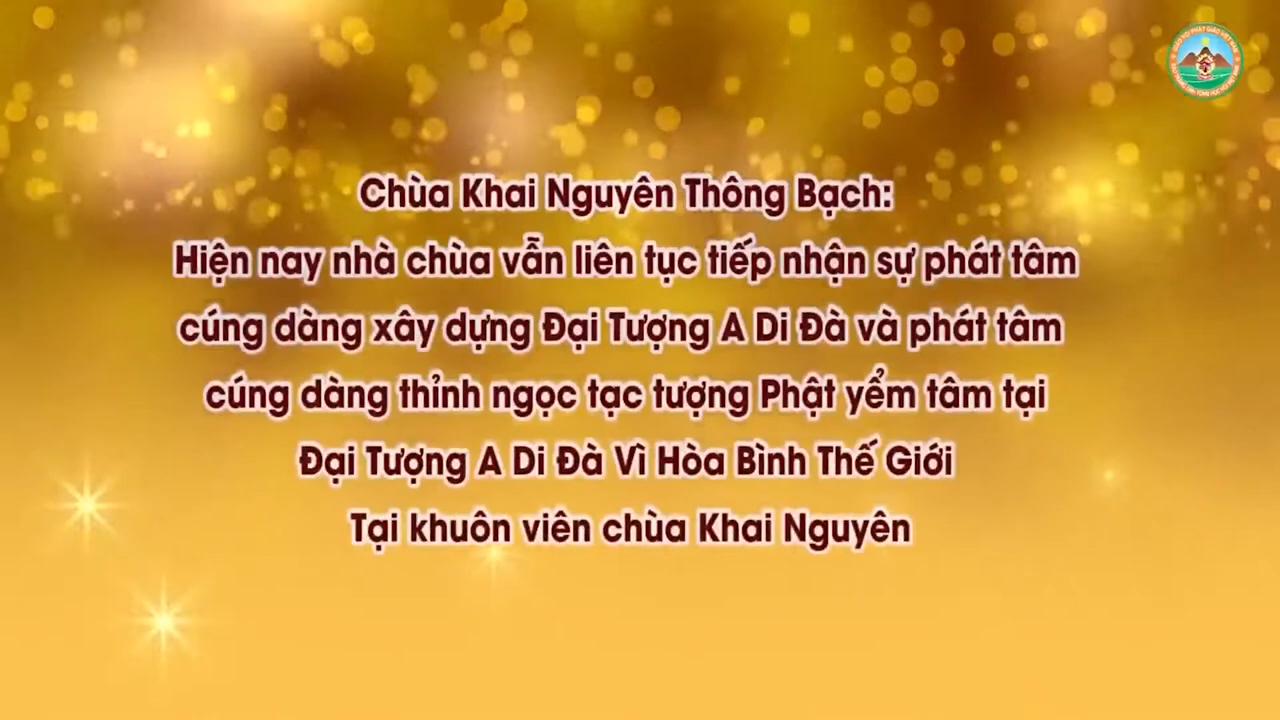 Chùa Khai Nguyên Thông Bạch:
Hiện nay nhà chùa vẫn liên tục tiếp nhận sự phát tâm
cúng dàng xây dựng Đại Tượng A Di Đà và phát tâm
cúng dàng thỉnh ngọc tạc tượng Phật yểm tâm tại
Đại Tượng A Di Đà Vì Hòa Bình Thế Giới
Tại khuôn viên chùa Khai Nguyên